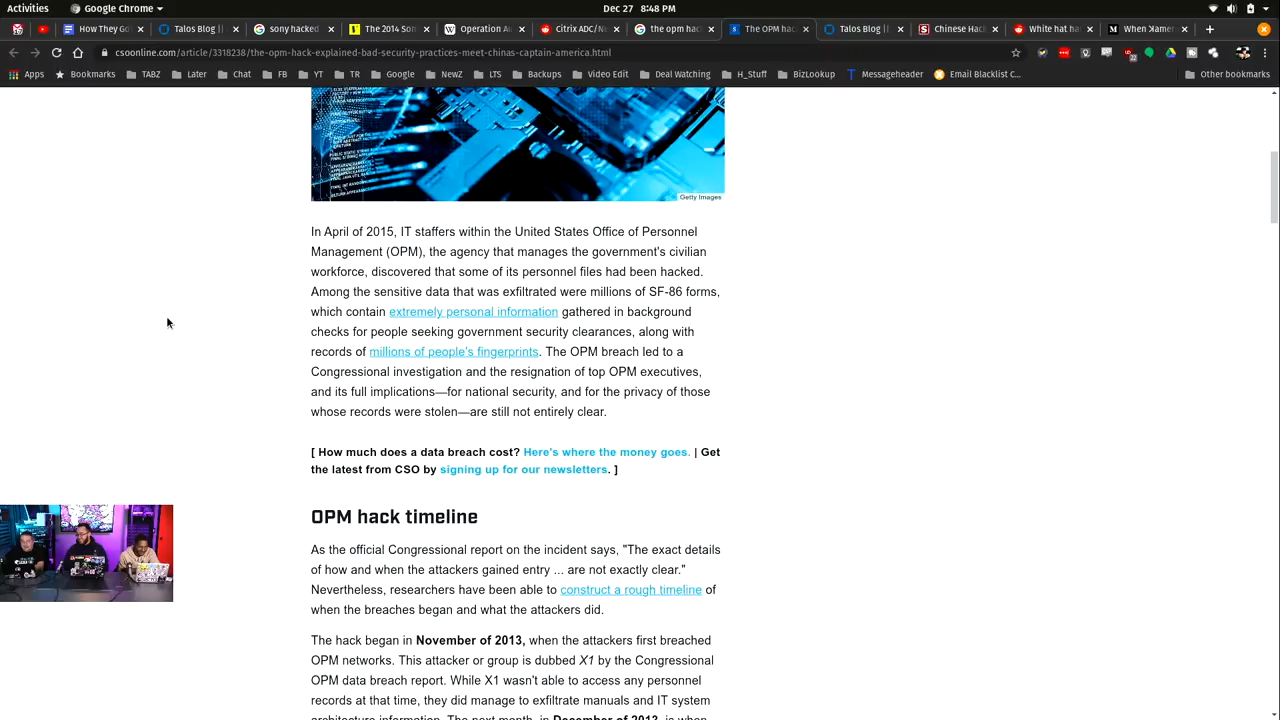 Activities
Google Chrome
Dec 27 8:48 PM
How They Go
Talos Blog |
sony hacked
The 2014 Son
Operation Au
Citrix ADC/Ne
the opm hac
The OPM hac
Talos Blog |
Chinese Hack
White hat ha
When Xamer
csoonline.com/article/3318238/the-opm-hack-explained-bad-security-practices-meet-chinas-captain-america.html
Apps
Bookmarks
TABZ
Later
Chat
FB
YT
TR
Google
NewZ
LTS
Backups
Video Edit
Deal Watching
H_Stuff
BizLookup
Messageheader
Email Blacklist C...
Other bookmarks
Getty Images
In April of 2015, IT staffers within the United States Office of Personnel
Management (OPM), the agency that manages the government's civilian
workforce, discovered that some of its personnel files had been hacked.
Among the sensitive data that was exfiltrated were millions of SF-86 forms,
which contain extremely personal information gathered in background
checks for people seeking government security clearances, along with
records of millions of people's fingerprints. The OPM breach led to a
Congressional investigation and the resignation of top OPM executives,
and its full implications—for national security, and for the privacy of those
whose records were stolen—are still not entirely clear.
[ How much does a data breach cost? Here's where the money goes. | Get
the latest from CSO by signing up for our newsletters. ]
OPM hack timeline
As the official Congressional report on the incident says, "The exact details
of how and when the attackers gained entry ... are not exactly clear."
Nevertheless, researchers have been able to construct a rough timeline of
when the breaches began and what the attackers did.
The hack began in November of 2013, when the attackers first breached
OPM networks. This attacker or group is dubbed X1 by the Congressional
OPM data breach report. While X1 wasn't able to access any personnel
records at that time, they did manage to exfiltrate manuals and IT system
architecture information. The next month, in December of 2013, is when